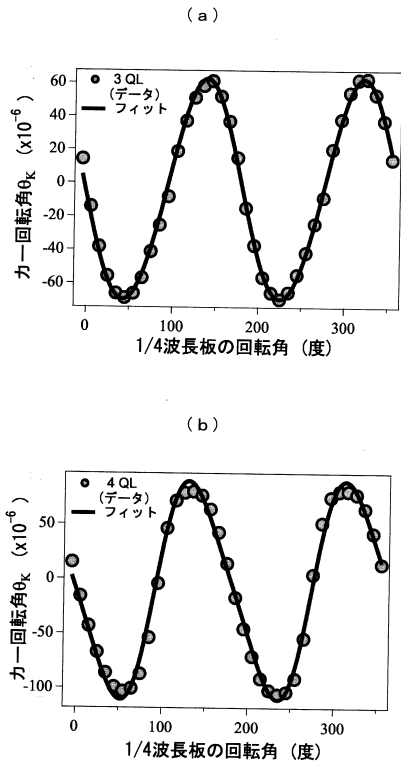 (a)
3 QL
(データ)
フィット
カー回転角θK (x10-6)
60
40
20
0
-20
-40
-60
0
100
200
300
1/4波長板の回転角 (度)
(b)
4 QL
(データ)
フィット
カー回転角θK (x10-6)
50
0
-50
-100
0
100
200
300
1/4波長板の回転角 (度)